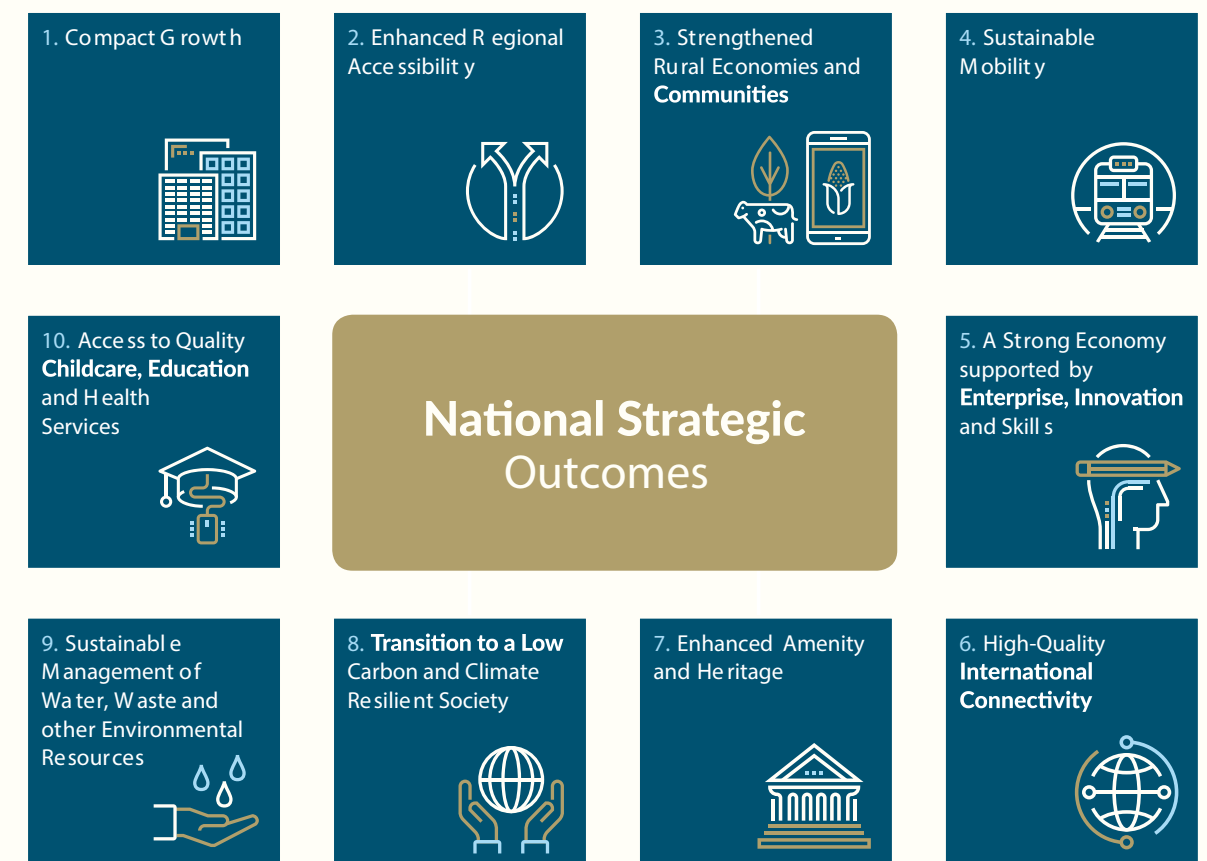 1. Compact Growth
2. Enhanced Regional
Accessibility
3. Strengthened
Rural Economies and
Communities
4. Sustainable
Mobility
10. Access to Quality
Childcare, Education
and Health
Services
National Strategic
Outcomes
5. A Strong Economy
supported by
Enterprise, Innovation
and Skills
9. Sustainable
Management of
Water, Waste and
other Environmental
Resources
8. Transition to a Low
Carbon and Climate
Resilient Society
7. Enhanced Amenity
and Heritage
6. High-Quality
International
Connectivity